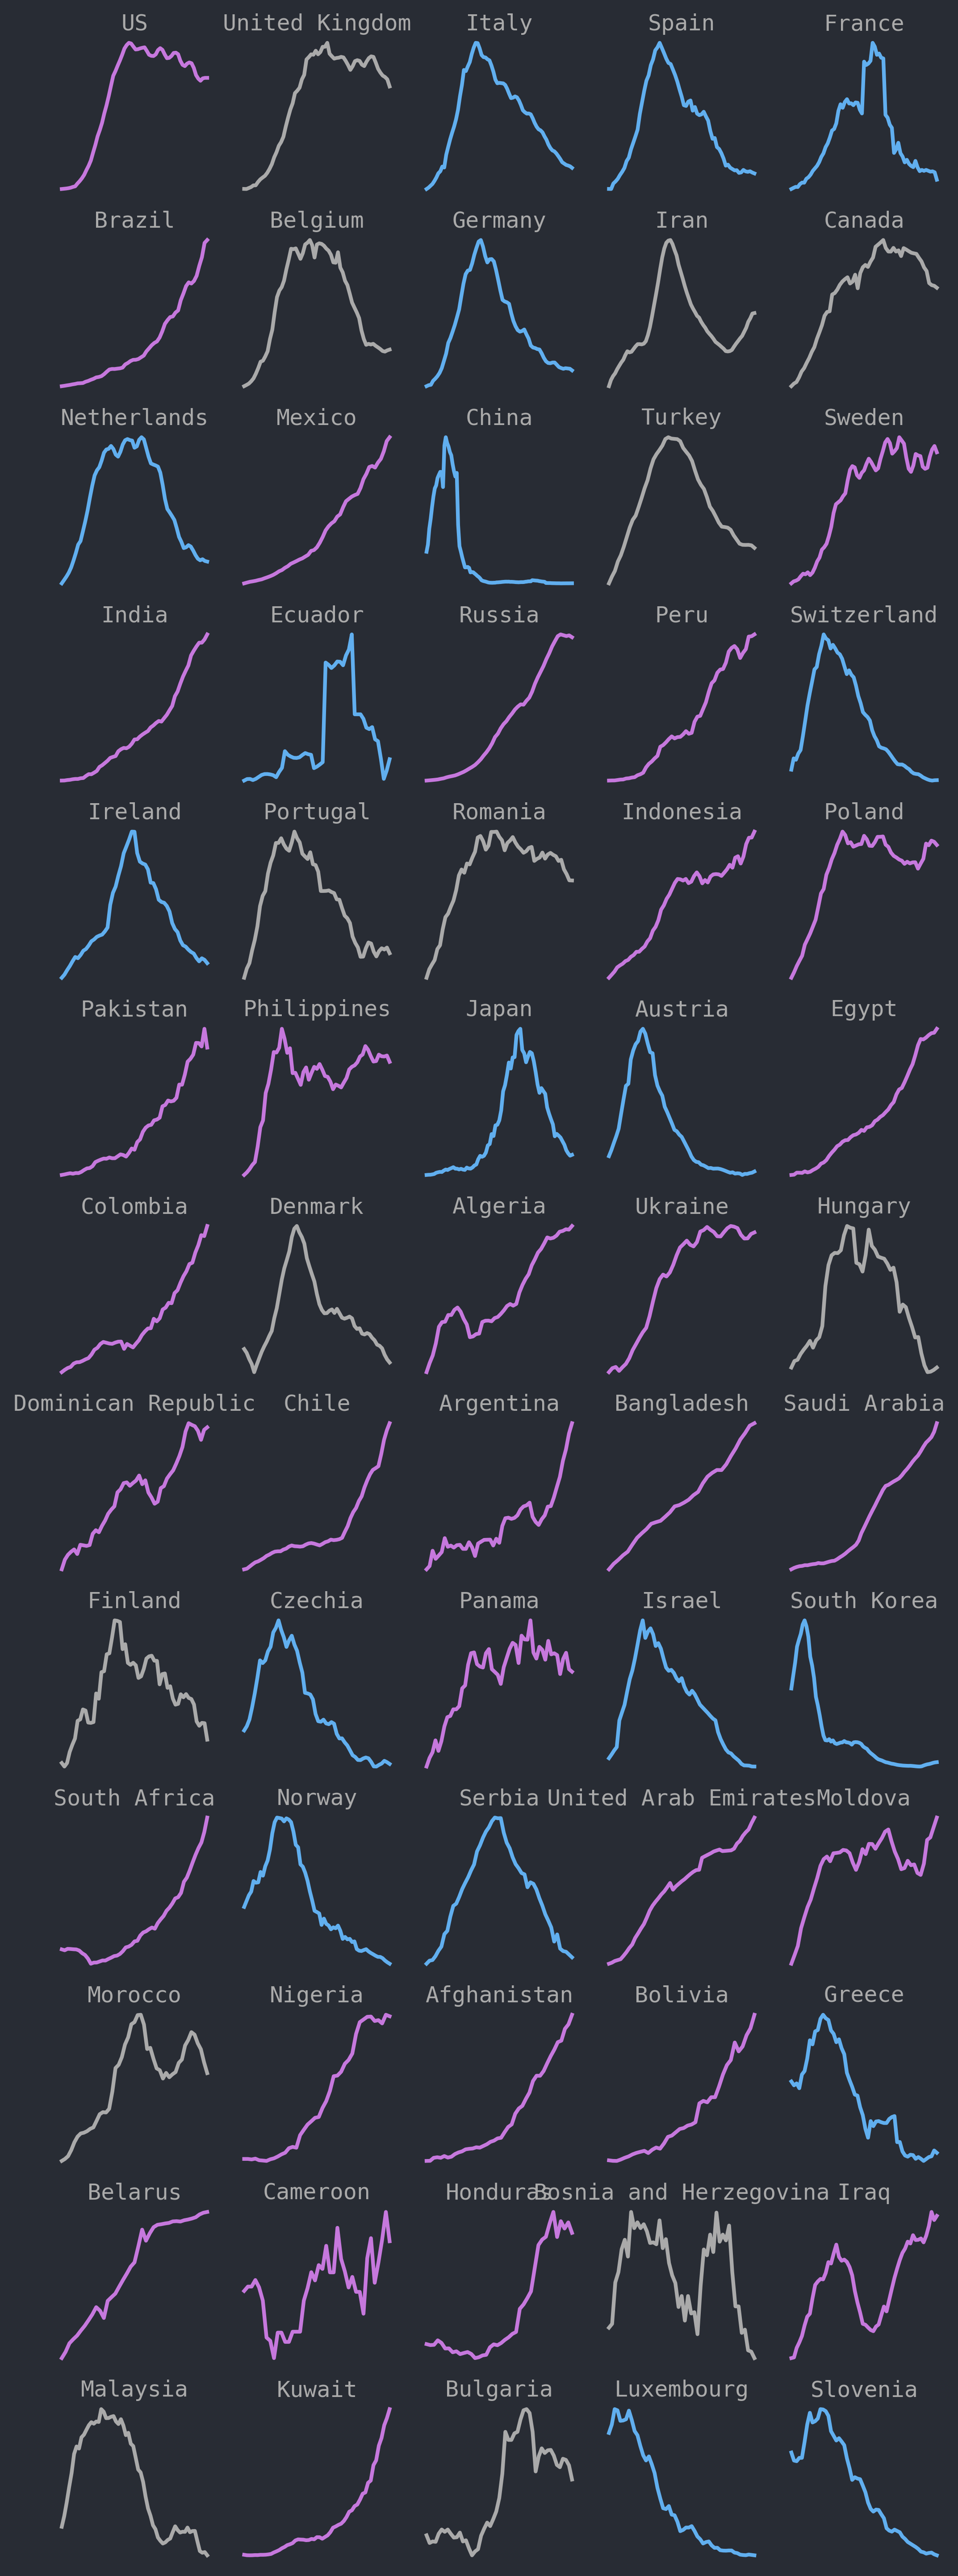 US United Kingdom Italy Spain France
Brazil Belgium Germany Iran Canada
Netherlands Mexico China Turkey Sweden
India Ecuador Russia Peru Switzerland
Ireland Portugal Romania Indonesia Poland
Pakistan Philippines Japan Austria Egypt
Colombia Denmark Algeria Ukraine Hungary
Dominican Republic Chile Argentina Bangladesh Saudi Arabia
Finland Czechia Panama Israel South Korea
South Africa Norway Serbia United Arab Emirates Moldova
Morocco Nigeria Afghanistan Bolivia Greece
Belarus Cameroon Honduras Bosnia and Herzegovina Iraq
Malaysia Kuwait Bulgaria Luxembourg Slovenia